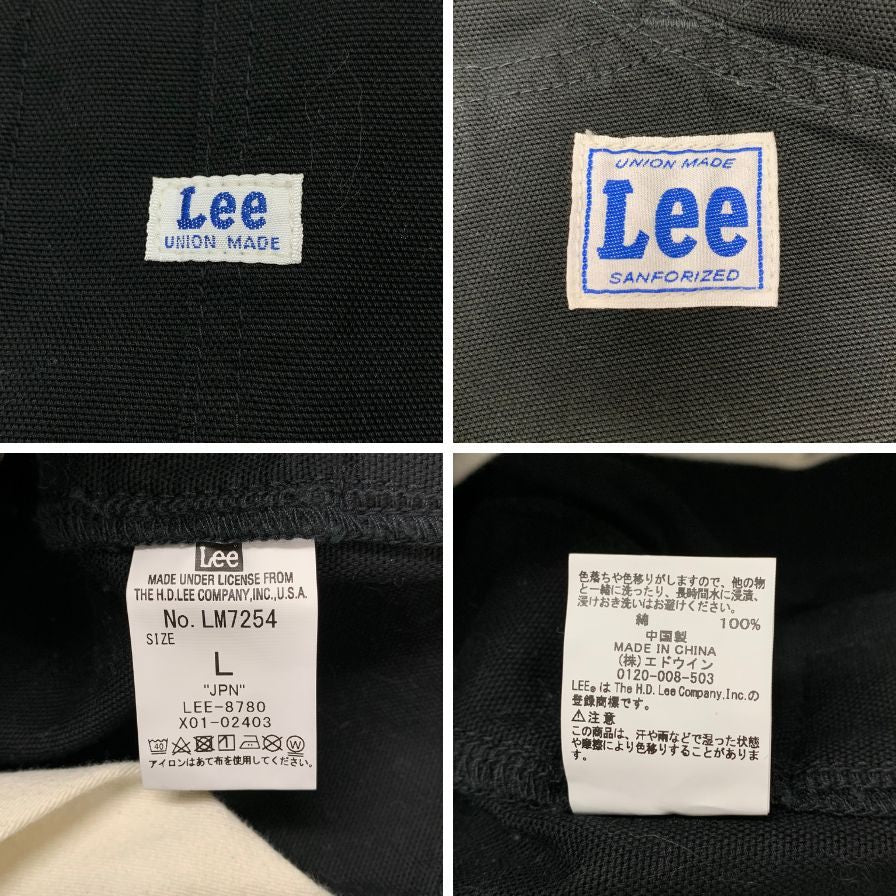 Lee
UNION MADE
UNION MADE
Lee
SANFORIZED
Lee
MADE UNDER LICENSE FROM
THE H.D.LEE COMPANY,INC.,U.S.A.
No. LM7254
SIZE
L
"JPN"
LEE-8780
X01-02403
40
W
アイロンはあて布を使用してください。
色落ちや色移りがしますので、他の物
と一緒に洗ったり、長時間水に浸漬、
浸けおき洗いはお避けください。
綿 100%
中国製
MADE IN CHINA
(株)エドウイン
0120-008-503
LEE®は The H.D. Lee Company,Inc.の
登録商標です。
⚠注意
この商品は、汗や雨などで湿った状態
や摩擦により色移りすることがありま
す。